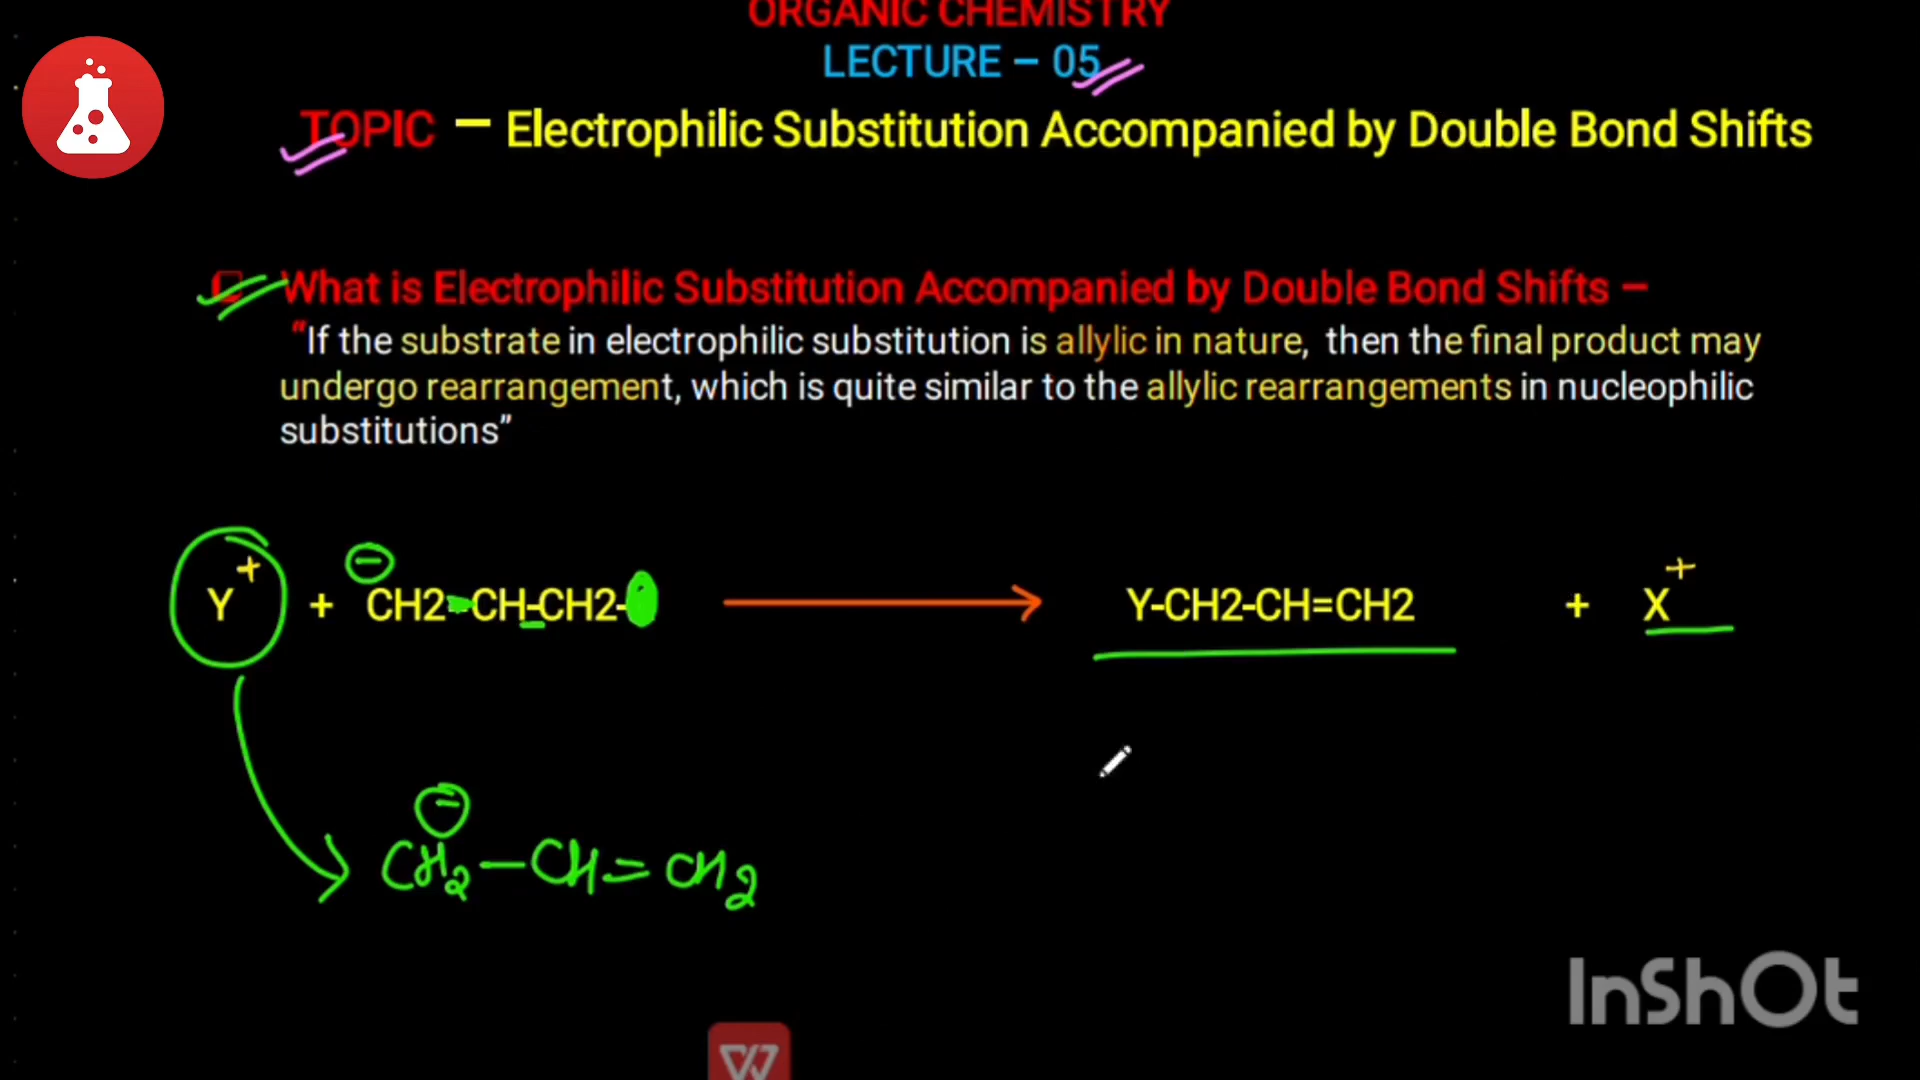 ORGANIC CHEMISTRY
LECTURE – 05
TOPIC – Electrophilic Substitution Accompanied by Double Bond Shifts
What is Electrophilic Substitution Accompanied by Double Bond Shifts –
"If the substrate in electrophilic substitution is allylic in nature, then the final product may
undergo rearrangement, which is quite similar to the allylic rearrangements in nucleophilic
substitutions"
Y+ + ⊖ CH2 CH-CH2- → Y-CH2-CH=CH2 + X+
⊖
CH2–CH=CH2
InShOt
W